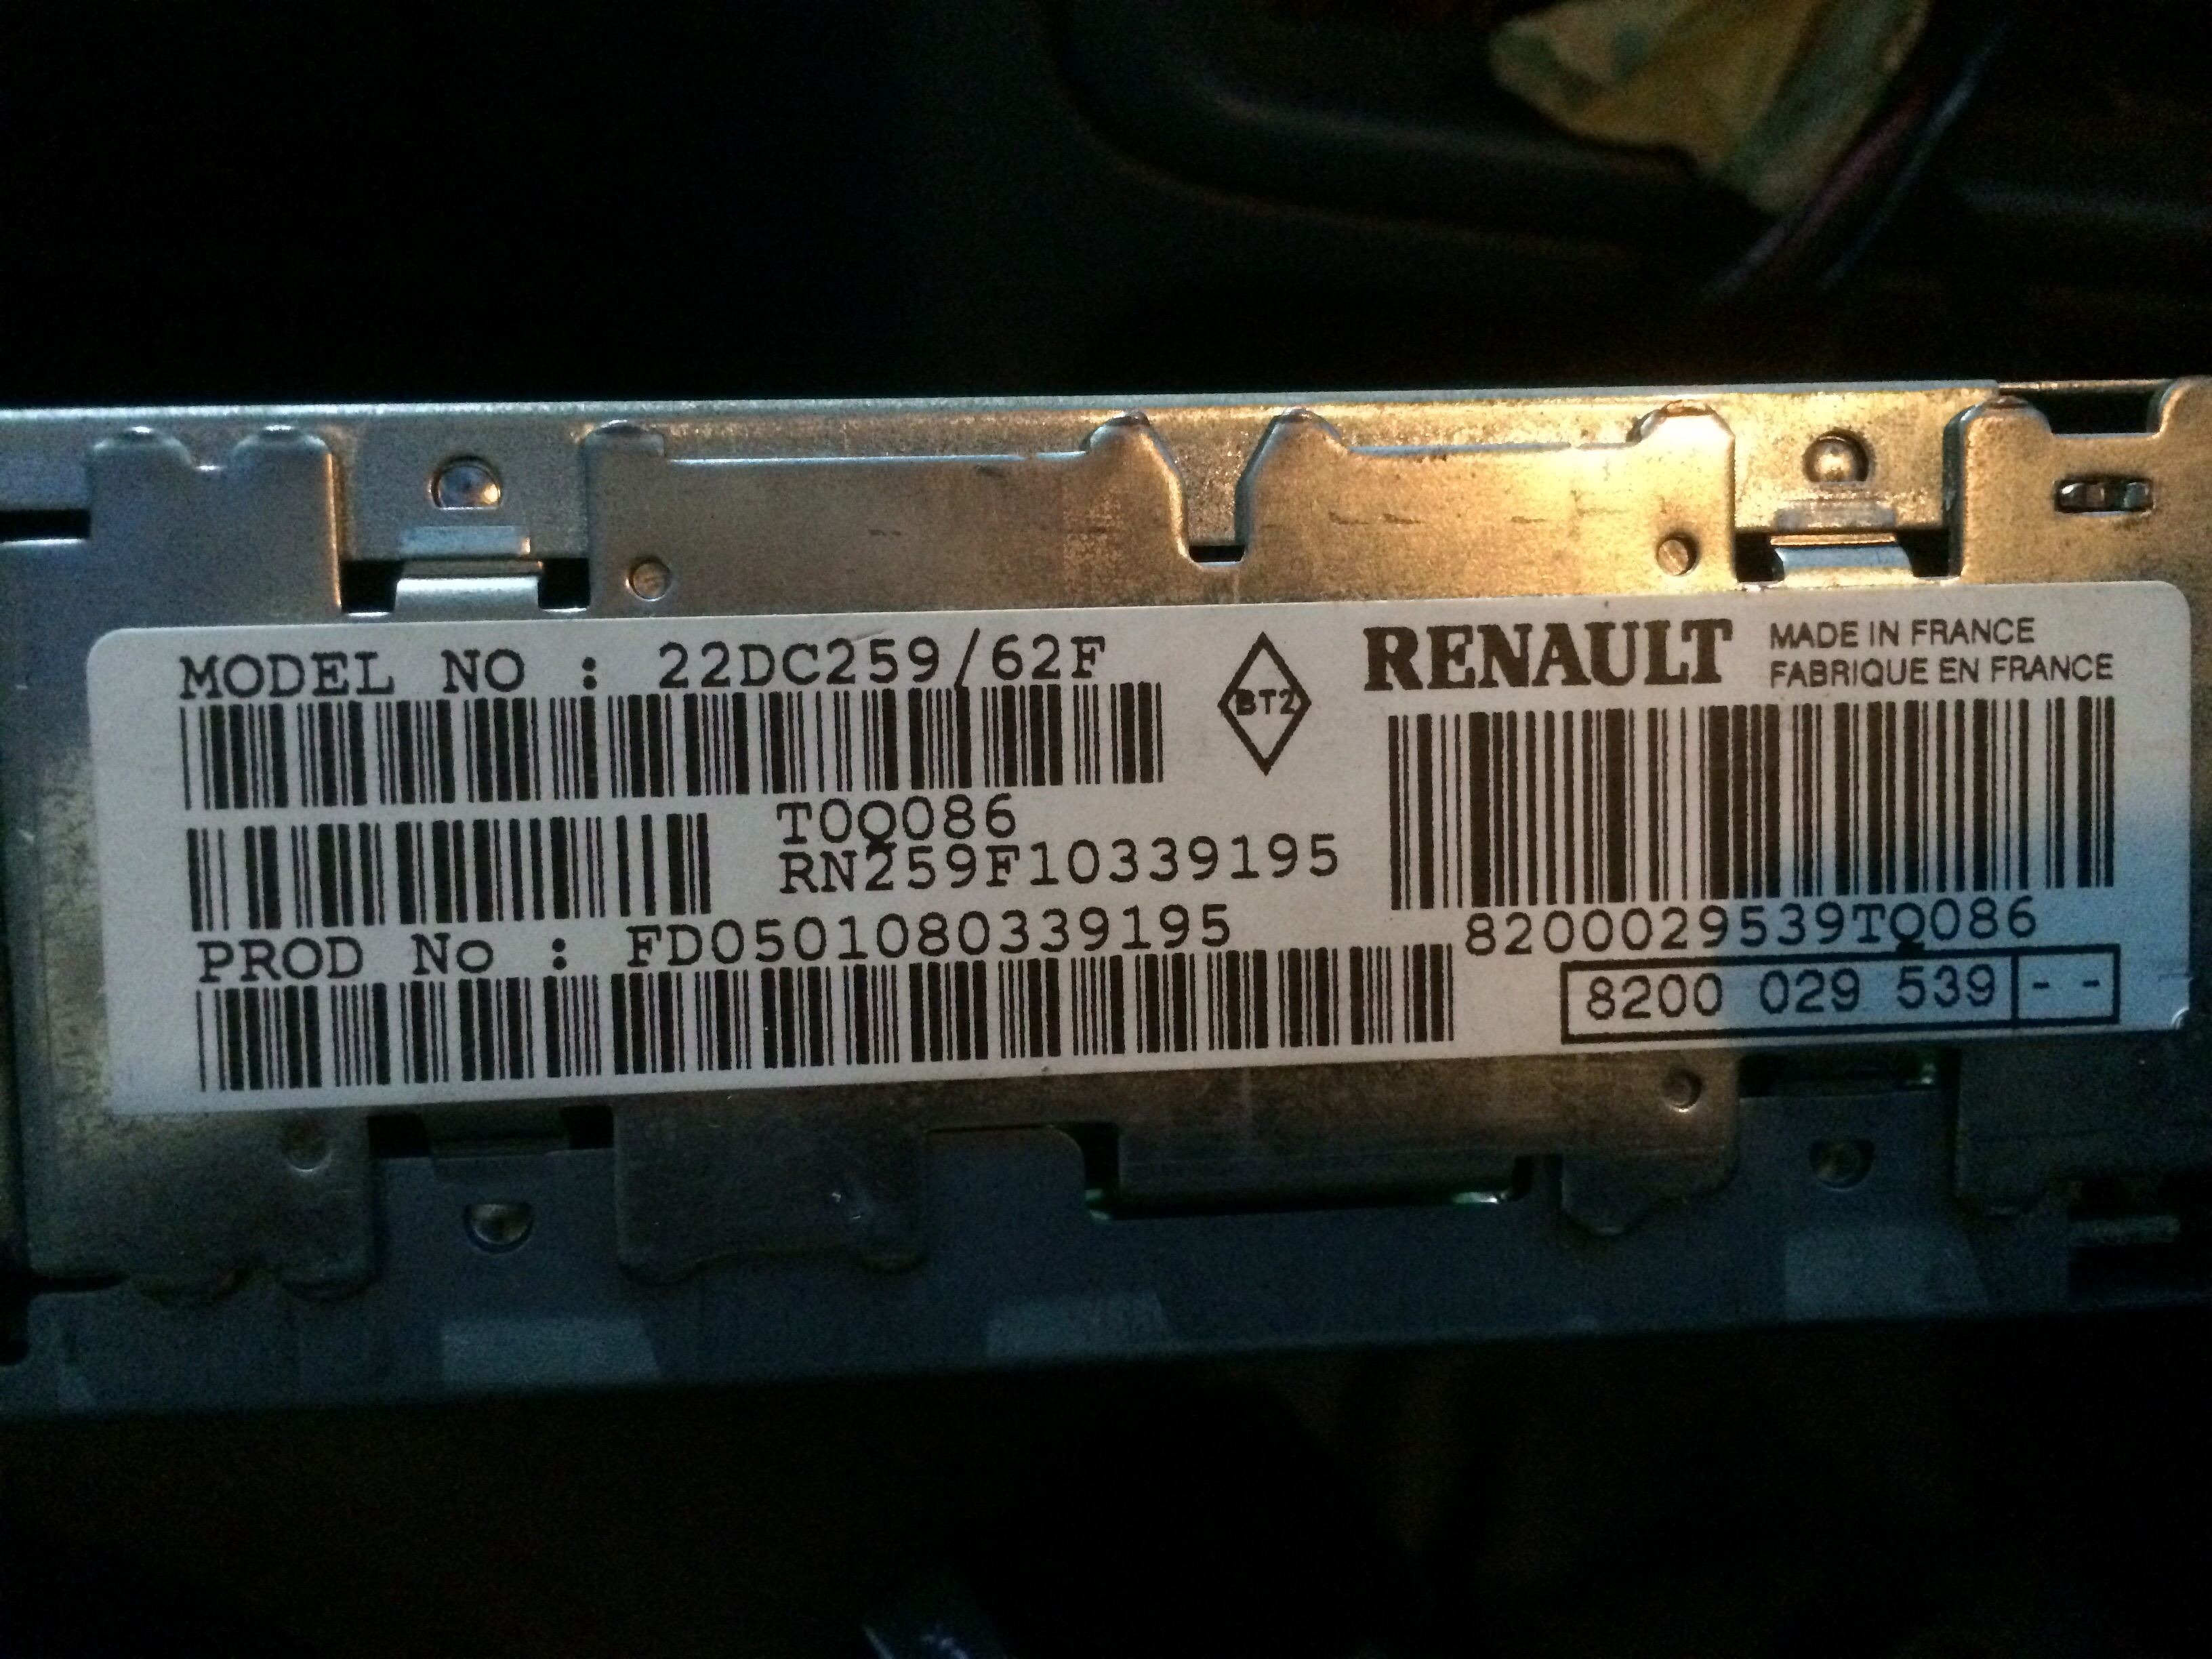 MODEL NO : 22DC259/62F
BT2
RENAULT
MADE IN FRANCE
FABRIQUE EN FRANCE
T0Q086
RN259F10339195
PROD No : FD0501080339195
8200029539TQ086
8200 029 539 - -